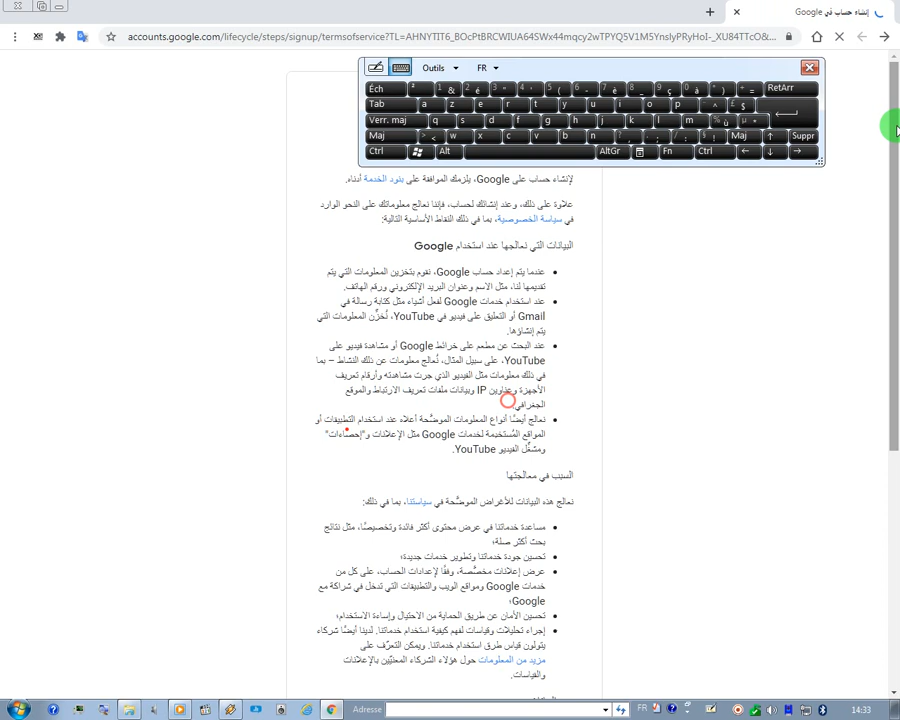 إنشاء حساب في Google
accounts.google.com/lifecycle/steps/signup/termsofservice?TL=AHNYTIT6_BOcPtBRCWIUA64SWx44mqcy2wTPYQ5V1M5YnslyPRyHoI-_XU84TTcO&...
Outils FR
Éch ² 1 & 2 é 3 " 4 ' 5 ( 6 - 7 è 8 _ 9 ç 0 à ° ) + = RetArr
Tab a z e r t y u i o p ¨ ^ £ $
Verr. maj q s d f g h j k l m % ù µ *
Maj > < w x c v b n ? , . ; / : § ! Maj ↑ Suppr
Ctrl Alt AltGr Fn Ctrl ← ↓ →
لإنشاء حساب على Google، يلزمك الموافقة على بنود الخدمة أدناه.
علاوة على ذلك، وعند إنشائك لحساب، فإننا نعالج معلوماتك على النحو الوارد
في سياسة الخصوصية، بما في ذلك النقاط الأساسية التالية:
البيانات التي نعالجها عند استخدام Google
عندما يتم إعداد حساب Google، نقوم بتخزين المعلومات التي يتم
تقديمها لنا، مثل الاسم وعنوان البريد الإلكتروني ورقم الهاتف.
عند استخدام خدمات Google لفعل أشياء مثل كتابة رسالة في
Gmail أو التعليق على فيديو في YouTube، نُخزِّن المعلومات التي
يتم إنشاؤها.
عند البحث عن مطعم على خرائط Google أو مشاهدة فيديو على
YouTube، على سبيل المثال، نُعالج معلومات عن ذلك النشاط – بما
في ذلك معلومات مثل الفيديو الذي جرت مشاهدته وأرقام تعريف
الأجهزة وعناوين IP وبيانات ملفات تعريف الارتباط والموقع
الجغرافي.
نعالج أيضًا أنواع المعلومات الموضَّحة أعلاه عند استخدام التطبيقات أو
المواقع المُستخدِمة لخدمات Google مثل الإعلانات و"إحصاءات"
ومشغِّل الفيديو YouTube.
السبب في معالجتها
نعالج هذه البيانات للأغراض الموضَّحة في سياستنا، بما في ذلك:
مساعدة خدماتنا في عرض محتوى أكثر فائدة وتخصيصًا، مثل نتائج
بحث أكثر صلة؛
تحسين جودة خدماتنا وتطوير خدمات جديدة؛
عرض إعلانات مخصَّصة، وفقًا لإعدادات الحساب، على كل من
خدمات Google ومواقع الويب والتطبيقات التي تدخل في شراكة مع
Google؛
تحسين الأمان عن طريق الحماية من الاحتيال وإساءة الاستخدام؛
إجراء تحليلات وقياسات لفهم كيفية استخدام خدماتنا. لدينا أيضًا شركاء
يتولون قياس طرق استخدام خدماتنا. ويمكن التعرُّف على
مزيد من المعلومات حول هؤلاء الشركاء المعنيِّين بالإعلانات
والقياسات.
Adresse FR 14:33